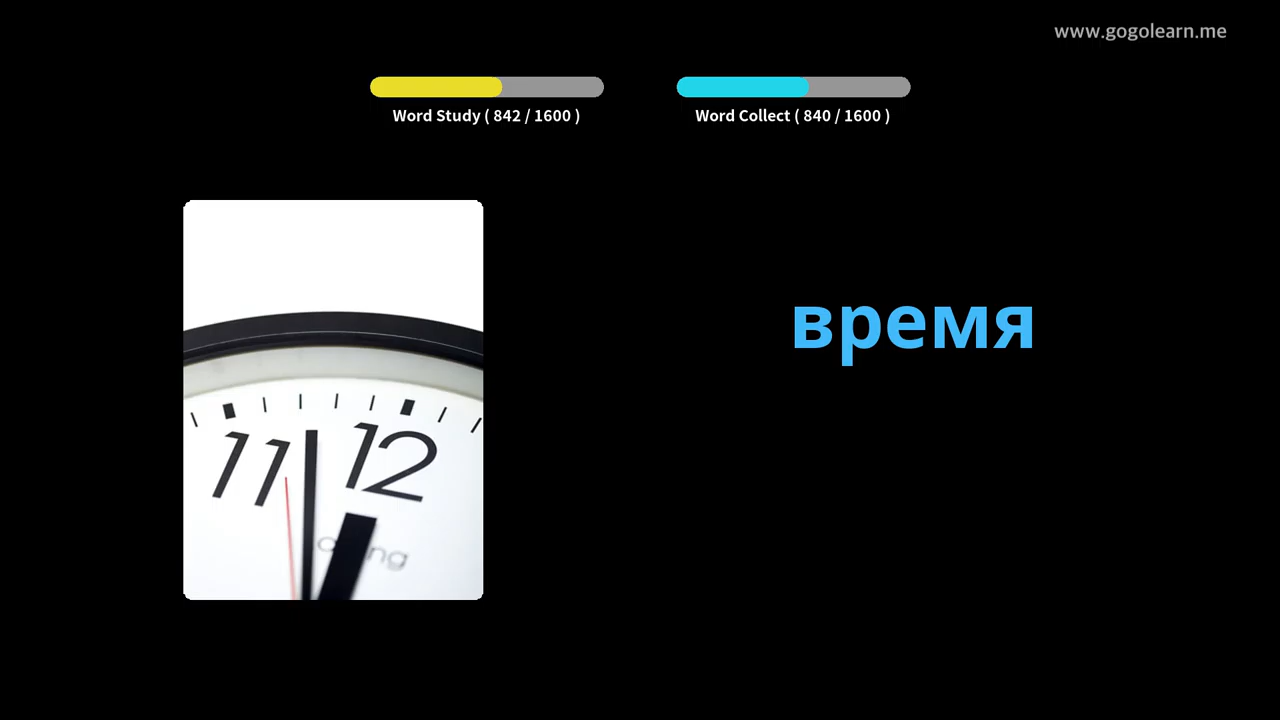 www.gogolearn.me
Word Study ( 842 / 1600 )
Word Collect ( 840 / 1600 )
время
11 12